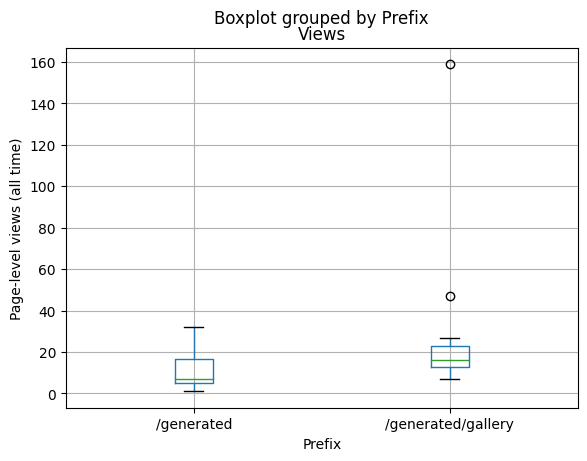 Boxplot grouped by Prefix
Views
Page-level views (all time)
160
140
120
100
80
60
40
20
0
/generated
/generated/gallery
Prefix